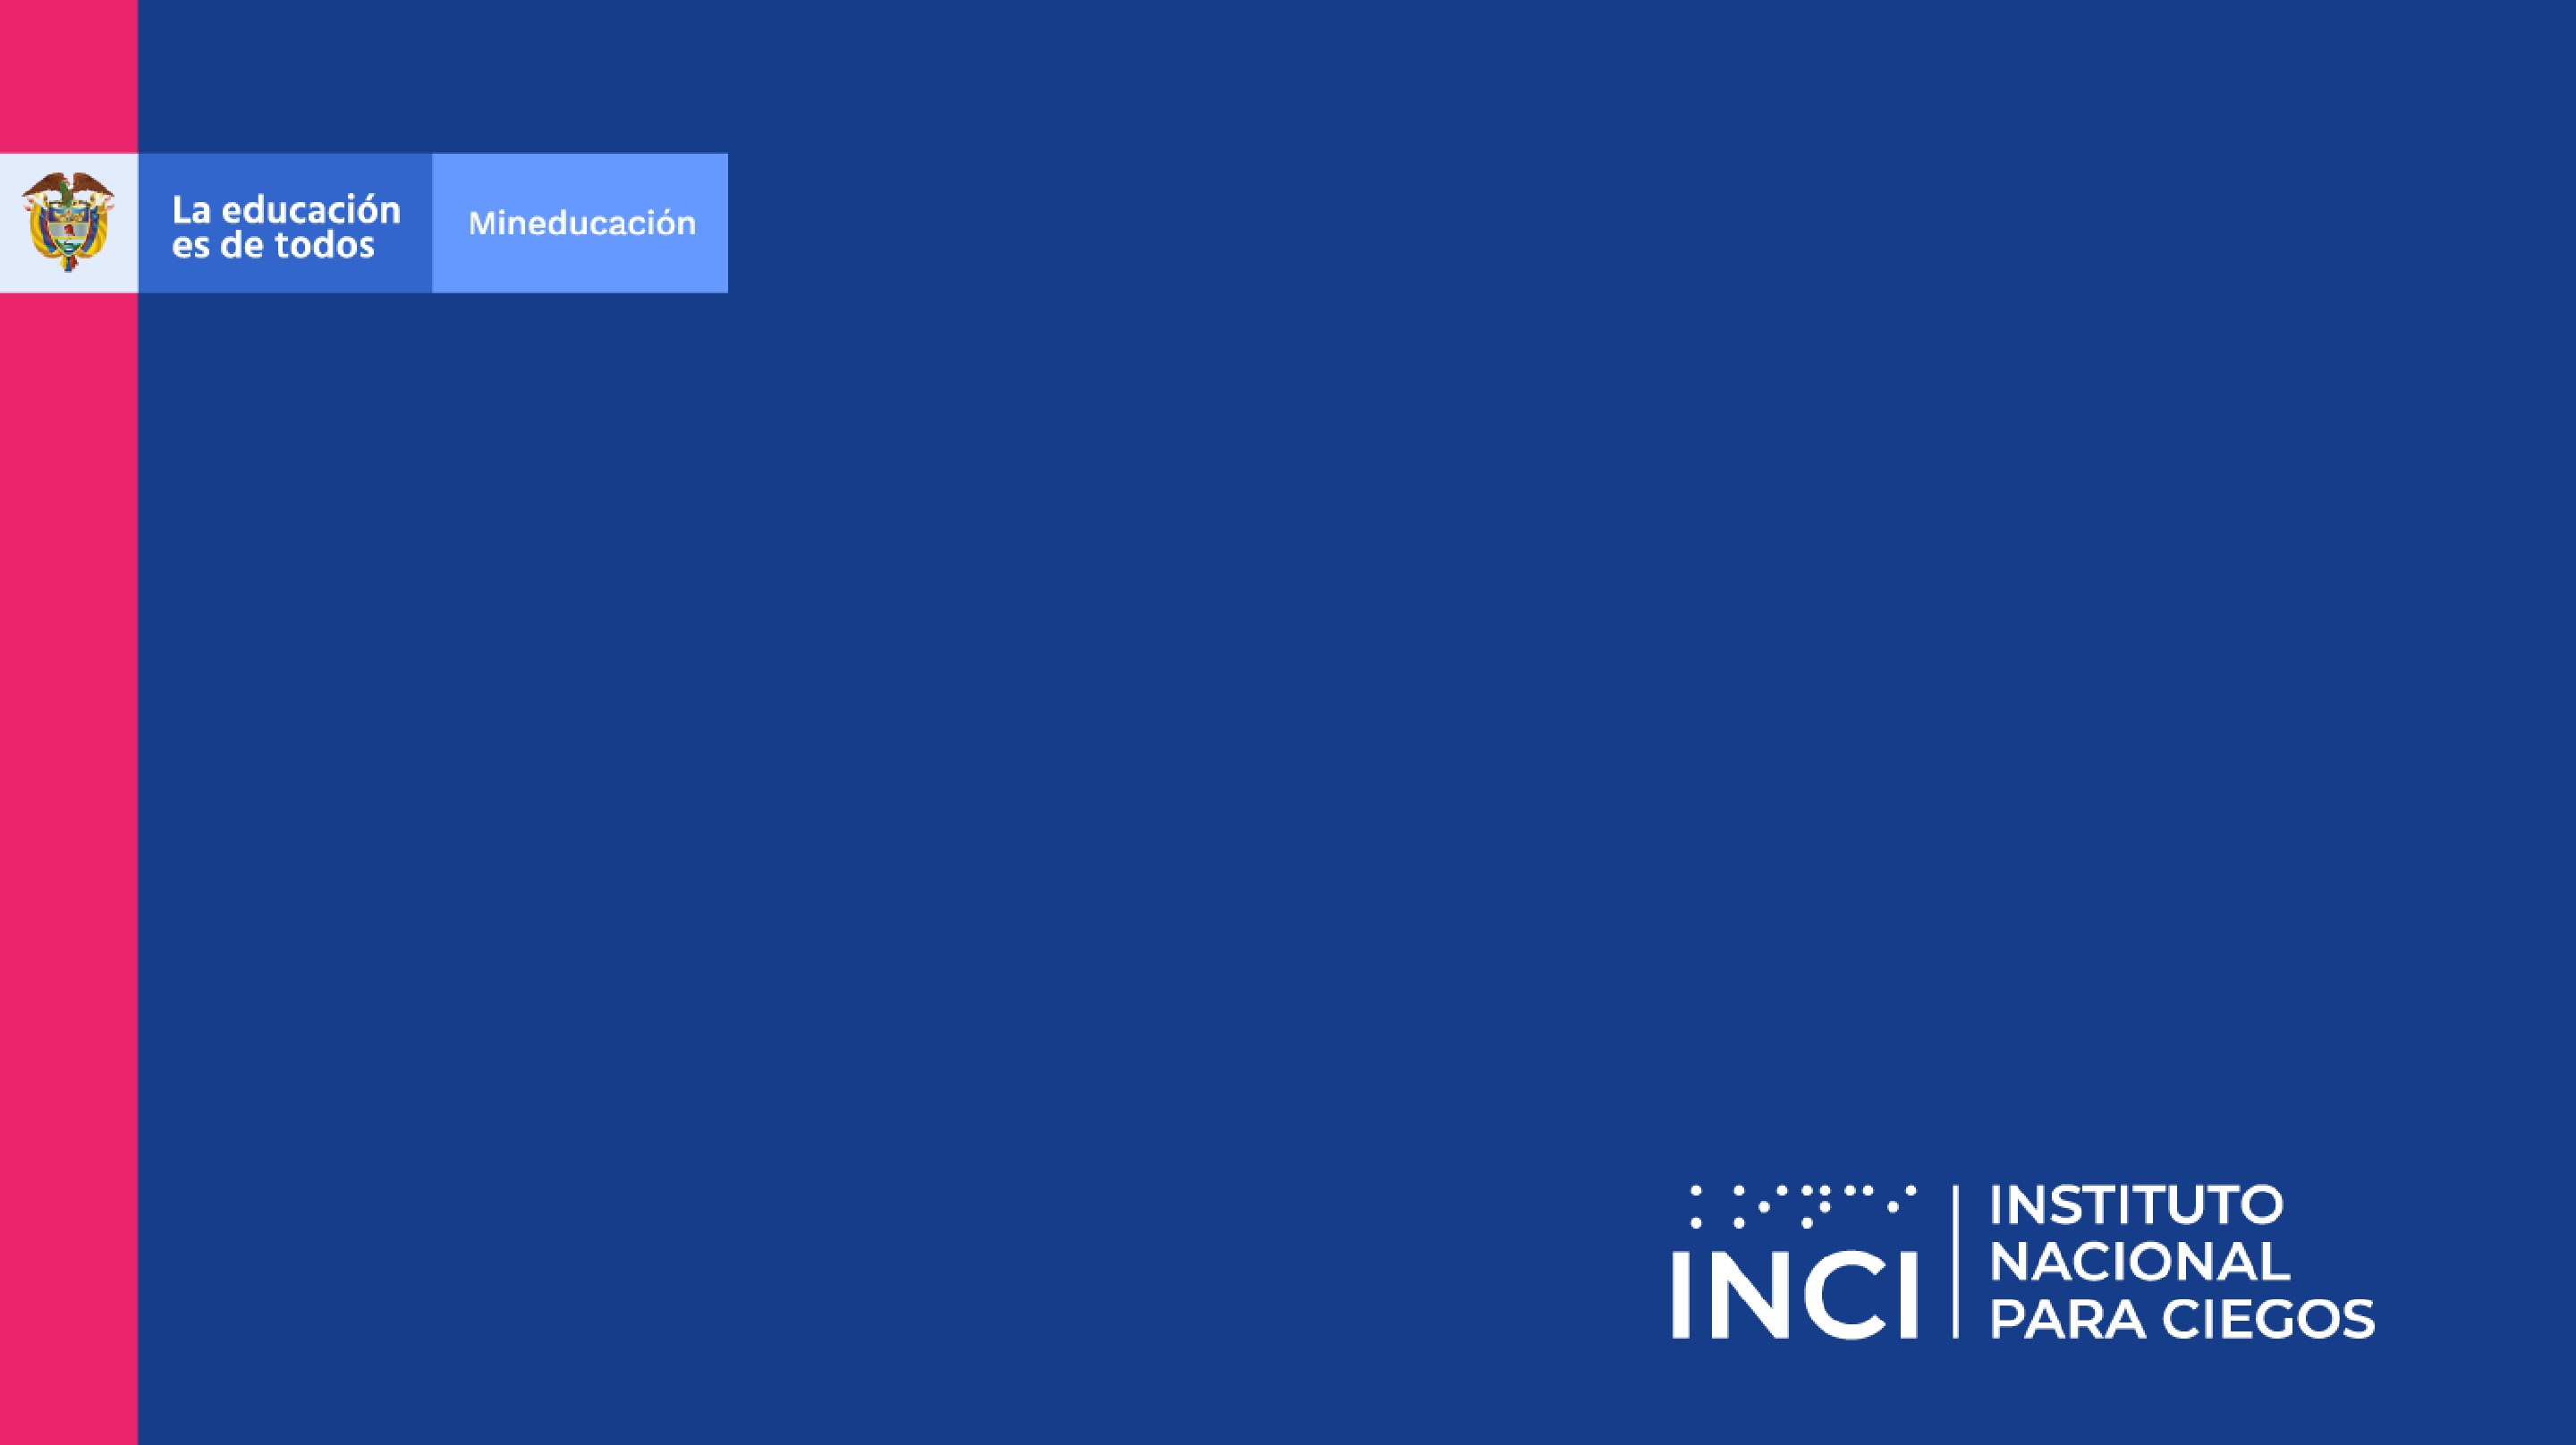 La educación
es de todos
Mineducación
INCI
INSTITUTO
NACIONAL
PARA CIEGOS